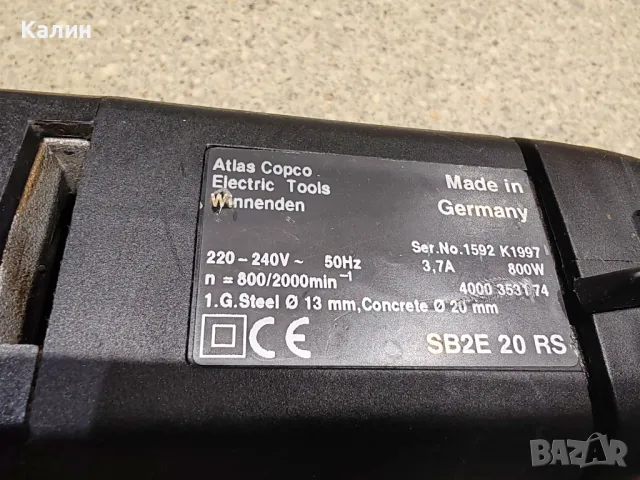 Калин
Atlas Copco
Electric Tools
Winnenden
Made in
Germany
Ser.No.1592 K1997
220-240V~ 50Hz 3,7A 800W
n = 800/2000min⁻¹ 4000 3531 74
1.G.Steel Ø 13 mm,Concrete Ø 20 mm
CE
SB2E 20 RS
BAZAR